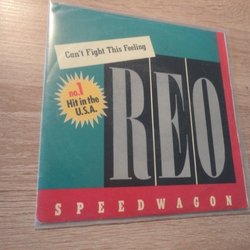 Can't Fight This Feeling
no.1
Hit in the
U.S.A.
REO
SPEEDWAGON